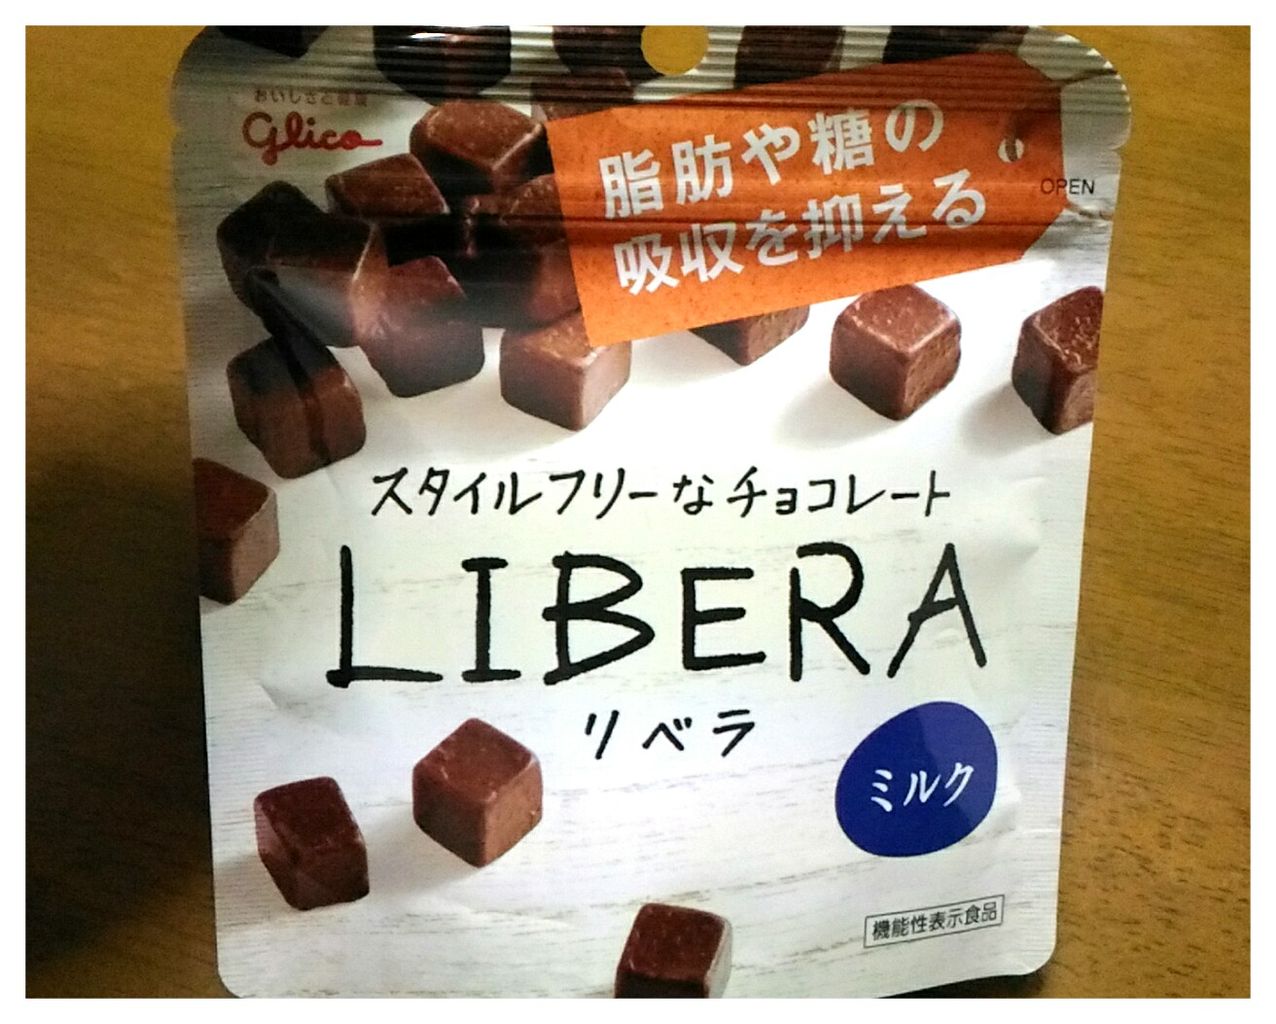 おいしさと健康
glico
脂肪や糖の
吸収を抑える
OPEN
スタイルフリーなチョコレート
LIBERA
リベラ
ミルク
機能性表示食品